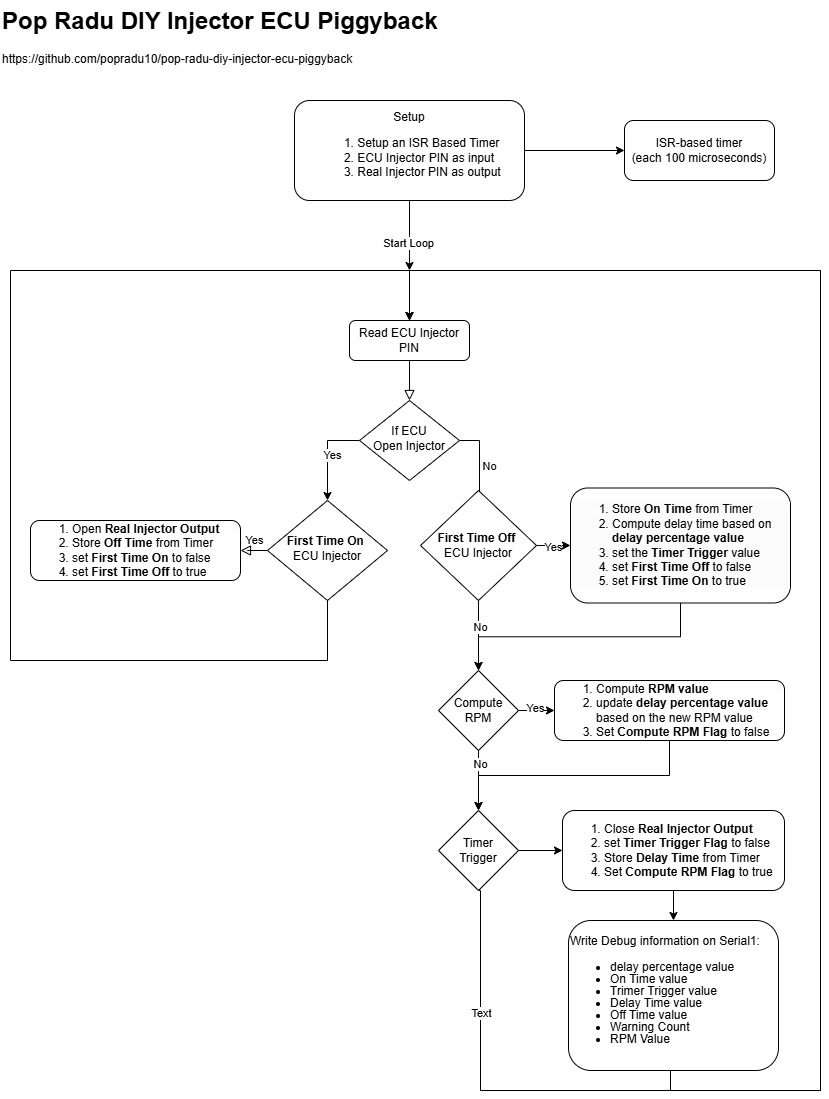 Pop Radu DIY Injector ECU Piggyback
https://github.com/popradu10/pop-radu-diy-injector-ecu-piggyback
Setup
1. Setup an ISR Based Timer
2. ECU Injector PIN as input
3. Real Injector PIN as output
ISR-based timer
(each 100 microseconds)
Start Loop
Read ECU Injector
PIN
If ECU
Open Injector
Yes
No
1. Open Real Injector Output
2. Store Off Time from Timer
3. set First Time On to false
4. set First Time Off to true
Yes
First Time On
ECU Injector
First Time Off
ECU Injector
Yes
1. Store On Time from Timer
2. Compute delay time based on
delay percentage value
3. set the Timer Trigger value
4. set First Time Off to false
5. set First Time On to true
No
Compute
RPM
Yes
1. Compute RPM value
2. update delay percentage value
based on the new RPM value
3. Set Compute RPM Flag to false
No
Timer
Trigger
1. Close Real Injector Output
2. set Timer Trigger Flag to false
3. Store Delay Time from Timer
4. Set Compute RPM Flag to true
Write Debug information on Serial1:
• delay percentage value
• On Time value
• Trimer Trigger value
• Delay Time value
• Off Time value
• Warning Count
• RPM Value
Text